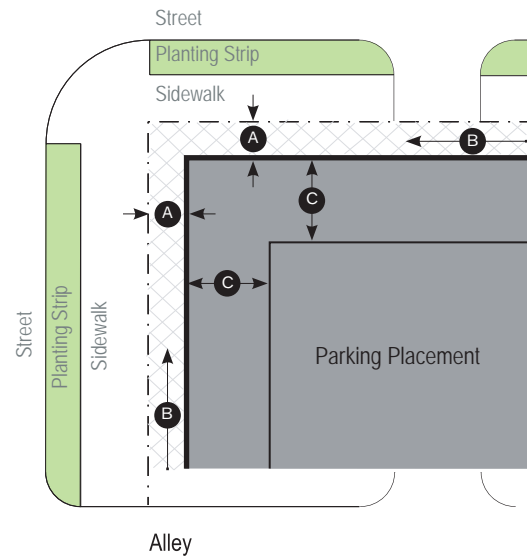 Street
Planting Strip
Sidewalk
A
B
A
C
C
Street
Planting Strip
Sidewalk
Parking Placement
B
Alley